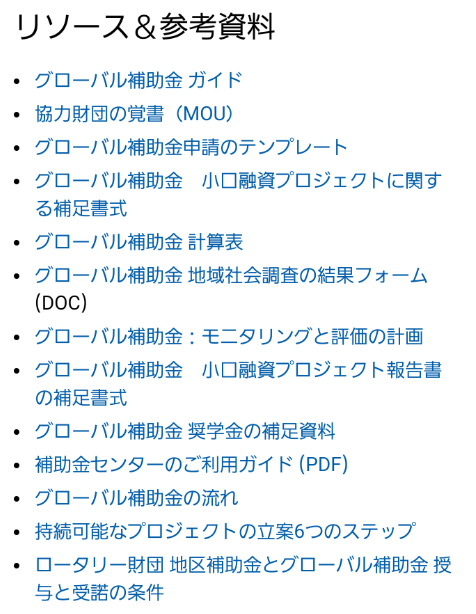 リソース＆参考資料
グローバル補助金 ガイド
協力財団の覚書（MOU）
グローバル補助金申請のテンプレート
グローバル補助金　小口融資プロジェクトに関す
る補足書式
グローバル補助金 計算表
グローバル補助金 地域社会調査の結果フォーム
(DOC)
グローバル補助金：モニタリングと評価の計画
グローバル補助金　小口融資プロジェクト報告書
の補足書式
グローバル補助金 奨学金の補足資料
補助金センターのご利用ガイド (PDF)
グローバル補助金の流れ
持続可能なプロジェクトの立案6つのステップ
ロータリー財団 地区補助金とグローバル補助金 授
与と受諾の条件